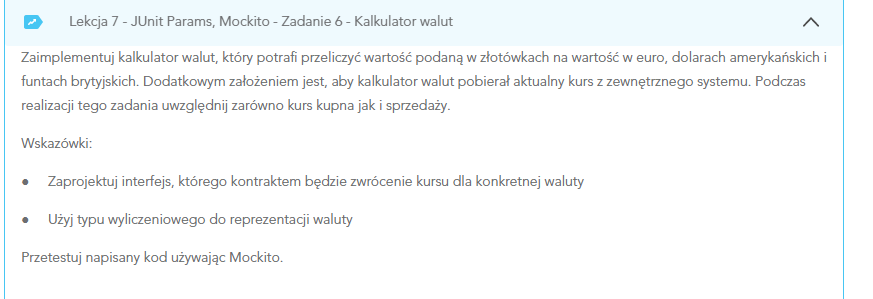 Lekcja 7 - JUnit Params, Mockito - Zadanie 6 - Kalkulator walut
Zaimplementuj kalkulator walut, który potrafi przeliczyć wartość podaną w złotówkach na wartość w euro, dolarach amerykańskich i
funtach brytyjskich. Dodatkowym założeniem jest, aby kalkulator walut pobierał aktualny kurs z zewnętrznego systemu. Podczas
realizacji tego zadania uwzględnij zarówno kurs kupna jak i sprzedaży.
Wskazówki:
● Zaprojektuj interfejs, którego kontraktem będzie zwrócenie kursu dla konkretnej waluty
● Użyj typu wyliczeniowego do reprezentacji waluty
Przetestuj napisany kod używając Mockito.